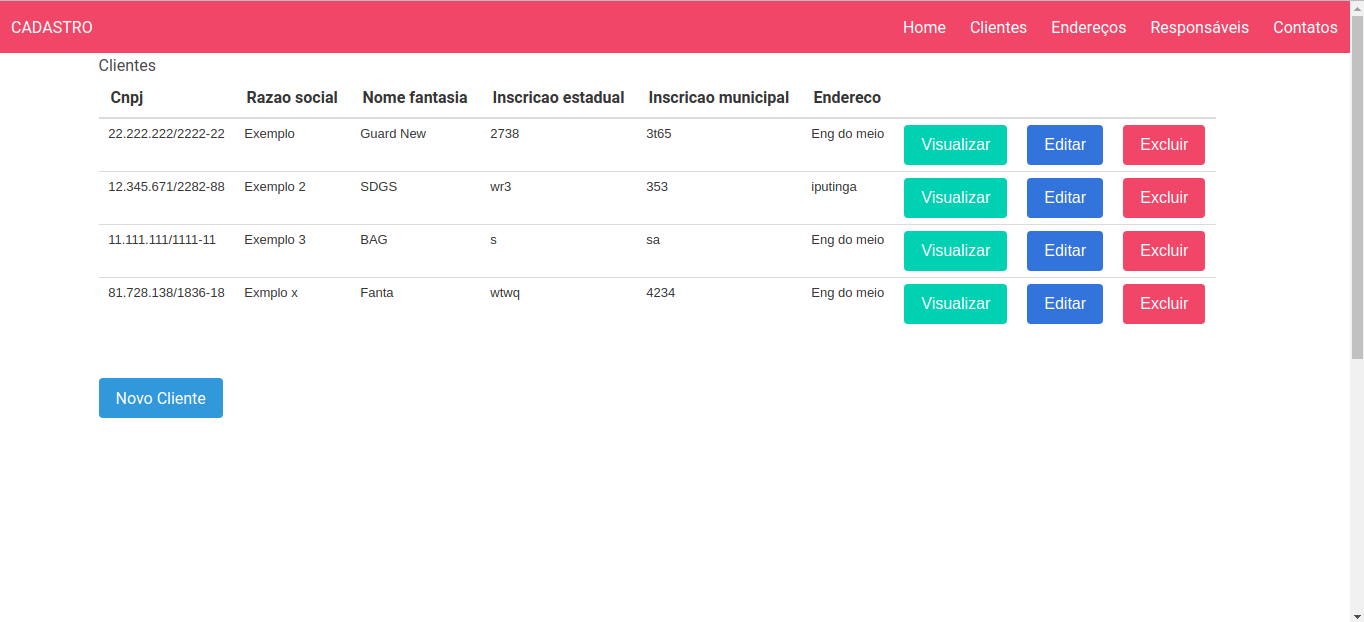 CADASTRO Home Clientes Endereços Responsáveis Contatos
Clientes
Cnpj Razao social Nome fantasia Inscricao estadual Inscricao municipal Endereco
22.222.222/2222-22 Exemplo Guard New 2738 3t65 Eng do meio Visualizar Editar Excluir
12.345.671/2282-88 Exemplo 2 SDGS wr3 353 iputinga Visualizar Editar Excluir
11.111.111/1111-11 Exemplo 3 BAG s sa Eng do meio Visualizar Editar Excluir
81.728.138/1836-18 Exmplo x Fanta wtwq 4234 Eng do meio Visualizar Editar Excluir
Novo Cliente